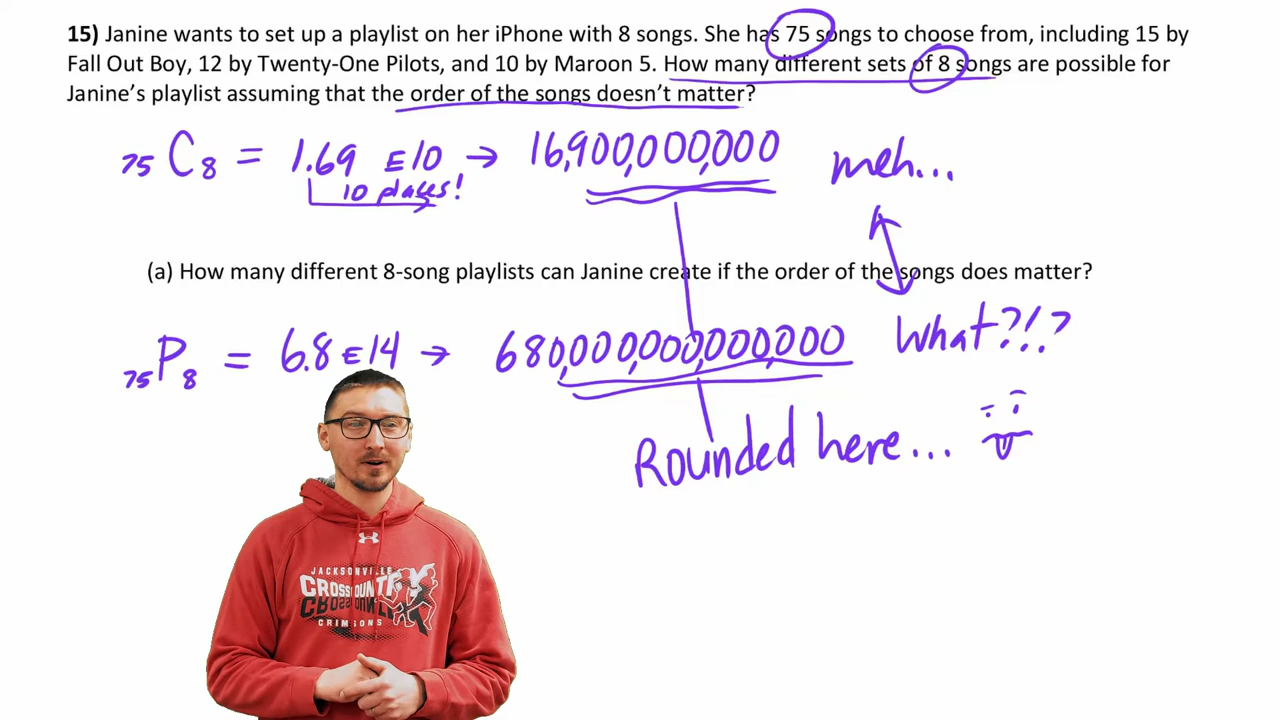 15) Janine wants to set up a playlist on her iPhone with 8 songs. She has 75 songs to choose from, including 15 by
Fall Out Boy, 12 by Twenty-One Pilots, and 10 by Maroon 5. How many different sets of 8 songs are possible for
Janine's playlist assuming that the order of the songs doesn't matter?
75 C 8 = 1.69 E10 → 16,900,000,000 meh...
10 places!
(a) How many different 8-song playlists can Janine create if the order of the songs does matter?
75 P 8 = 6.8 E14 → 680,000,000,000,000 What?!?
Rounded here...
JACKSONVILLE
CROSS COUNTRY
CRIMSONS